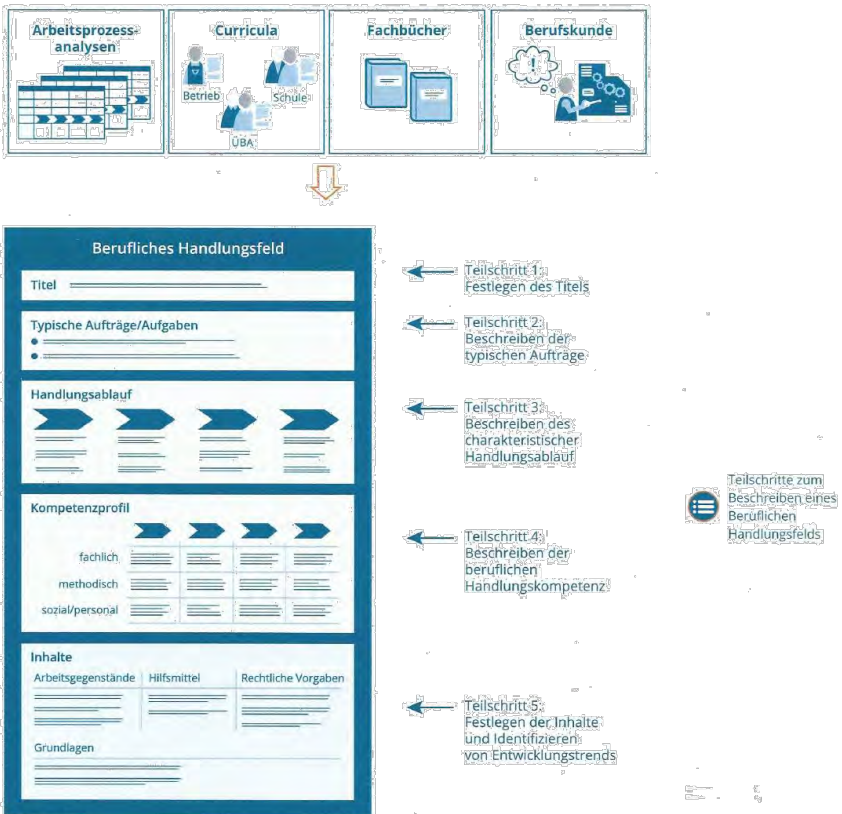 Arbeitsprozess-
analysen
Curricula
Betrieb
Schule
ÜBA
Fachbücher
Berufskunde
!
Berufliches Handlungsfeld
Titel
Typische Aufträge/Aufgaben
Handlungsablauf
Kompetenzprofil
fachlich
methodisch
sozial/personal
Inhalte
Arbeitsgegenstände
Hilfsmittel
Rechtliche Vorgaben
Grundlagen
Teilschritt 1:
Festlegen des Titels
Teilschritt 2:
Beschreiben der
typischen Aufträge
Teilschritt 3:
Beschreiben des
charakteristischer
Handlungsablauf
Teilschritt 4:
Beschreiben der
beruflichen
Handlungskompetenz
Teilschritt 5:
Festlegen der Inhalte
und Identifizieren
von Entwicklungstrends
Teilschritte zum
Beschreiben eines
Beruflichen
Handlungsfelds